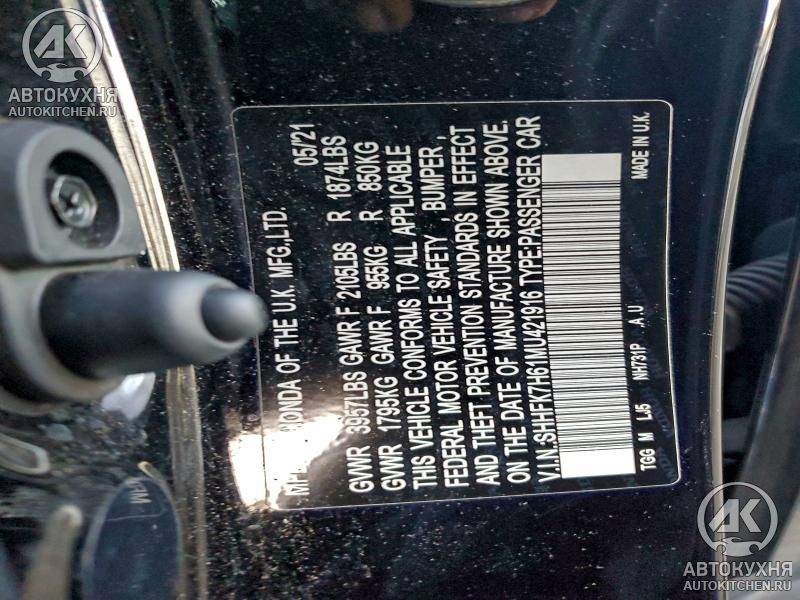 АВТОКУХНЯ
AUTOKITCHEN.RU
HONDA OF THE U.K. MFG.,LTD. 05/21
GVWR 3957LBS GAWR F 2105LBS R 1874LBS
GVWR 1795KG GAWR F 955KG R 850KG
THIS VEHICLE CONFORMS TO ALL APPLICABLE
FEDERAL MOTOR VEHICLE SAFETY , BUMPER ,
AND THEFT PREVENTION STANDARDS IN EFFECT
ON THE DATE OF MANUFACTURE SHOWN ABOVE.
V.I.N.:SHHFK7H61MU421916 TYPE:PASSENGER CAR
TGG M LJ5 NH731P A U MADE IN U.K.
АВТОКУХНЯ
AUTOKITCHEN.RU